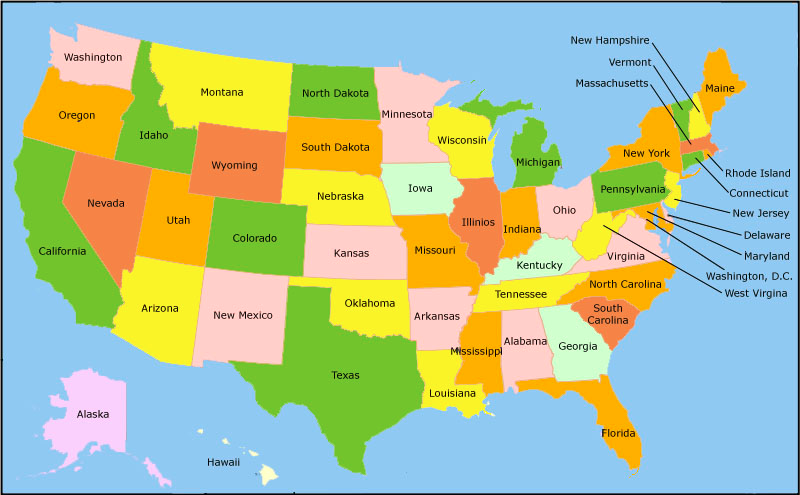 New Hampshire
Vermont
Massachusetts
Washington
Montana
North Dakota
Minnesota
Maine
Oregon
Idaho
Wisconsin
South Dakota
Michigan
New York
Wyoming
Rhode Island
Connecticut
Pennsylvania
Iowa
Nebraska
Nevada
New Jersey
Ohio
Utah
Illinios
Indiana
Delaware
Colorado
California
Kansas
Missouri
Virginia
Maryland
Kentucky
Washington, D.C.
North Carolina
West Virgina
Tennessee
Arizona
Oklahoma
New Mexico
Arkansas
South
Carolina
Mississippi
Alabama
Georgia
Texas
Louisiana
Alaska
Florida
Hawaii